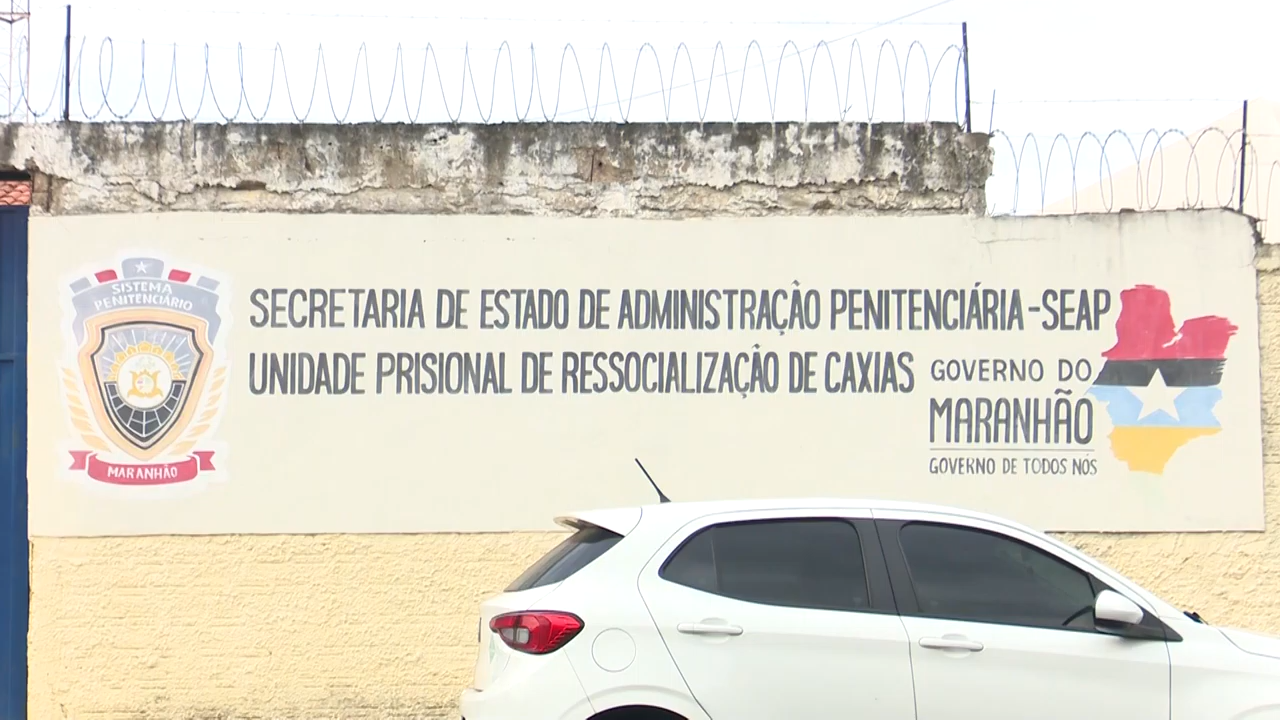 SISTEMA
PENITENCIÁRIO
MARANHÃO
SECRETARIA DE ESTADO DE ADMINISTRAÇÃO PENITENCIÁRIA-SEAP
UNIDADE PRISIONAL DE RESSOCIALIZAÇÃO DE CAXIAS
GOVERNO DO
MARANHÃO
GOVERNO DE TODOS NÓS